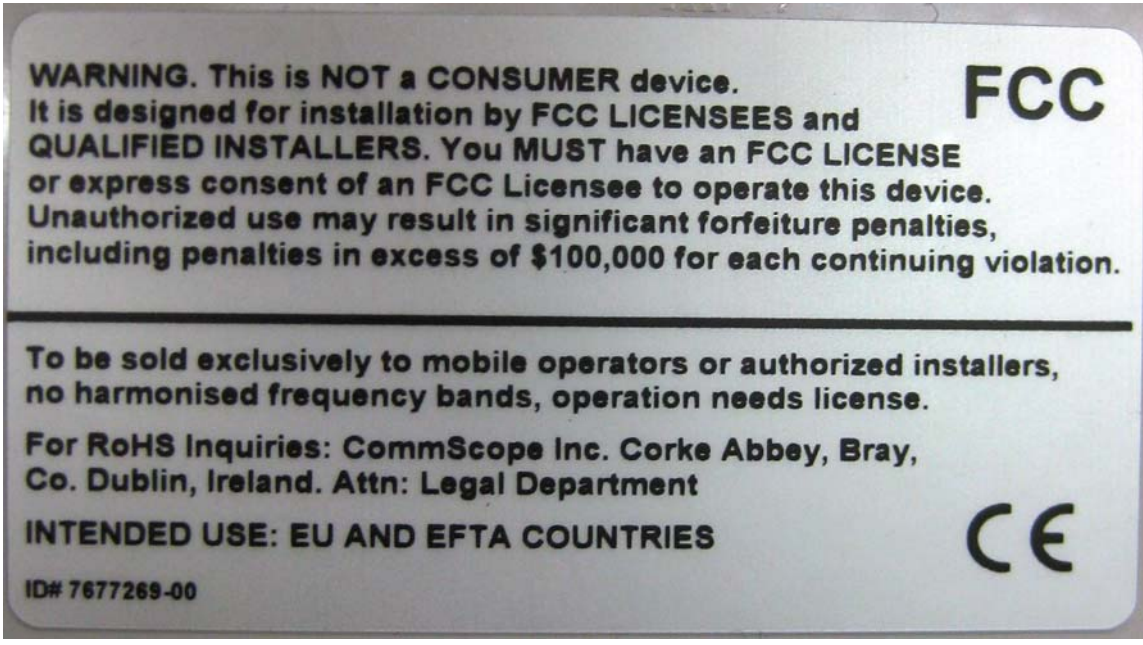 WARNING. This is NOT a CONSUMER device.
FCC
It is designed for installation by FCC LICENSEES and
QUALIFIED INSTALLERS. You MUST have an FCC LICENSE
or express consent of an FCC Licensee to operate this device.
Unauthorized use may result in significant forfeiture penalties,
including penalties in excess of $100,000 for each continuing violation.
To be sold exclusively to mobile operators or authorized installers,
no harmonised frequency bands, operation needs license.
For RoHS Inquiries: CommScope Inc. Corke Abbey, Bray,
Co. Dublin, Ireland. Attn: Legal Department
INTENDED USE: EU AND EFTA COUNTRIES
CE
ID# 7677269-00